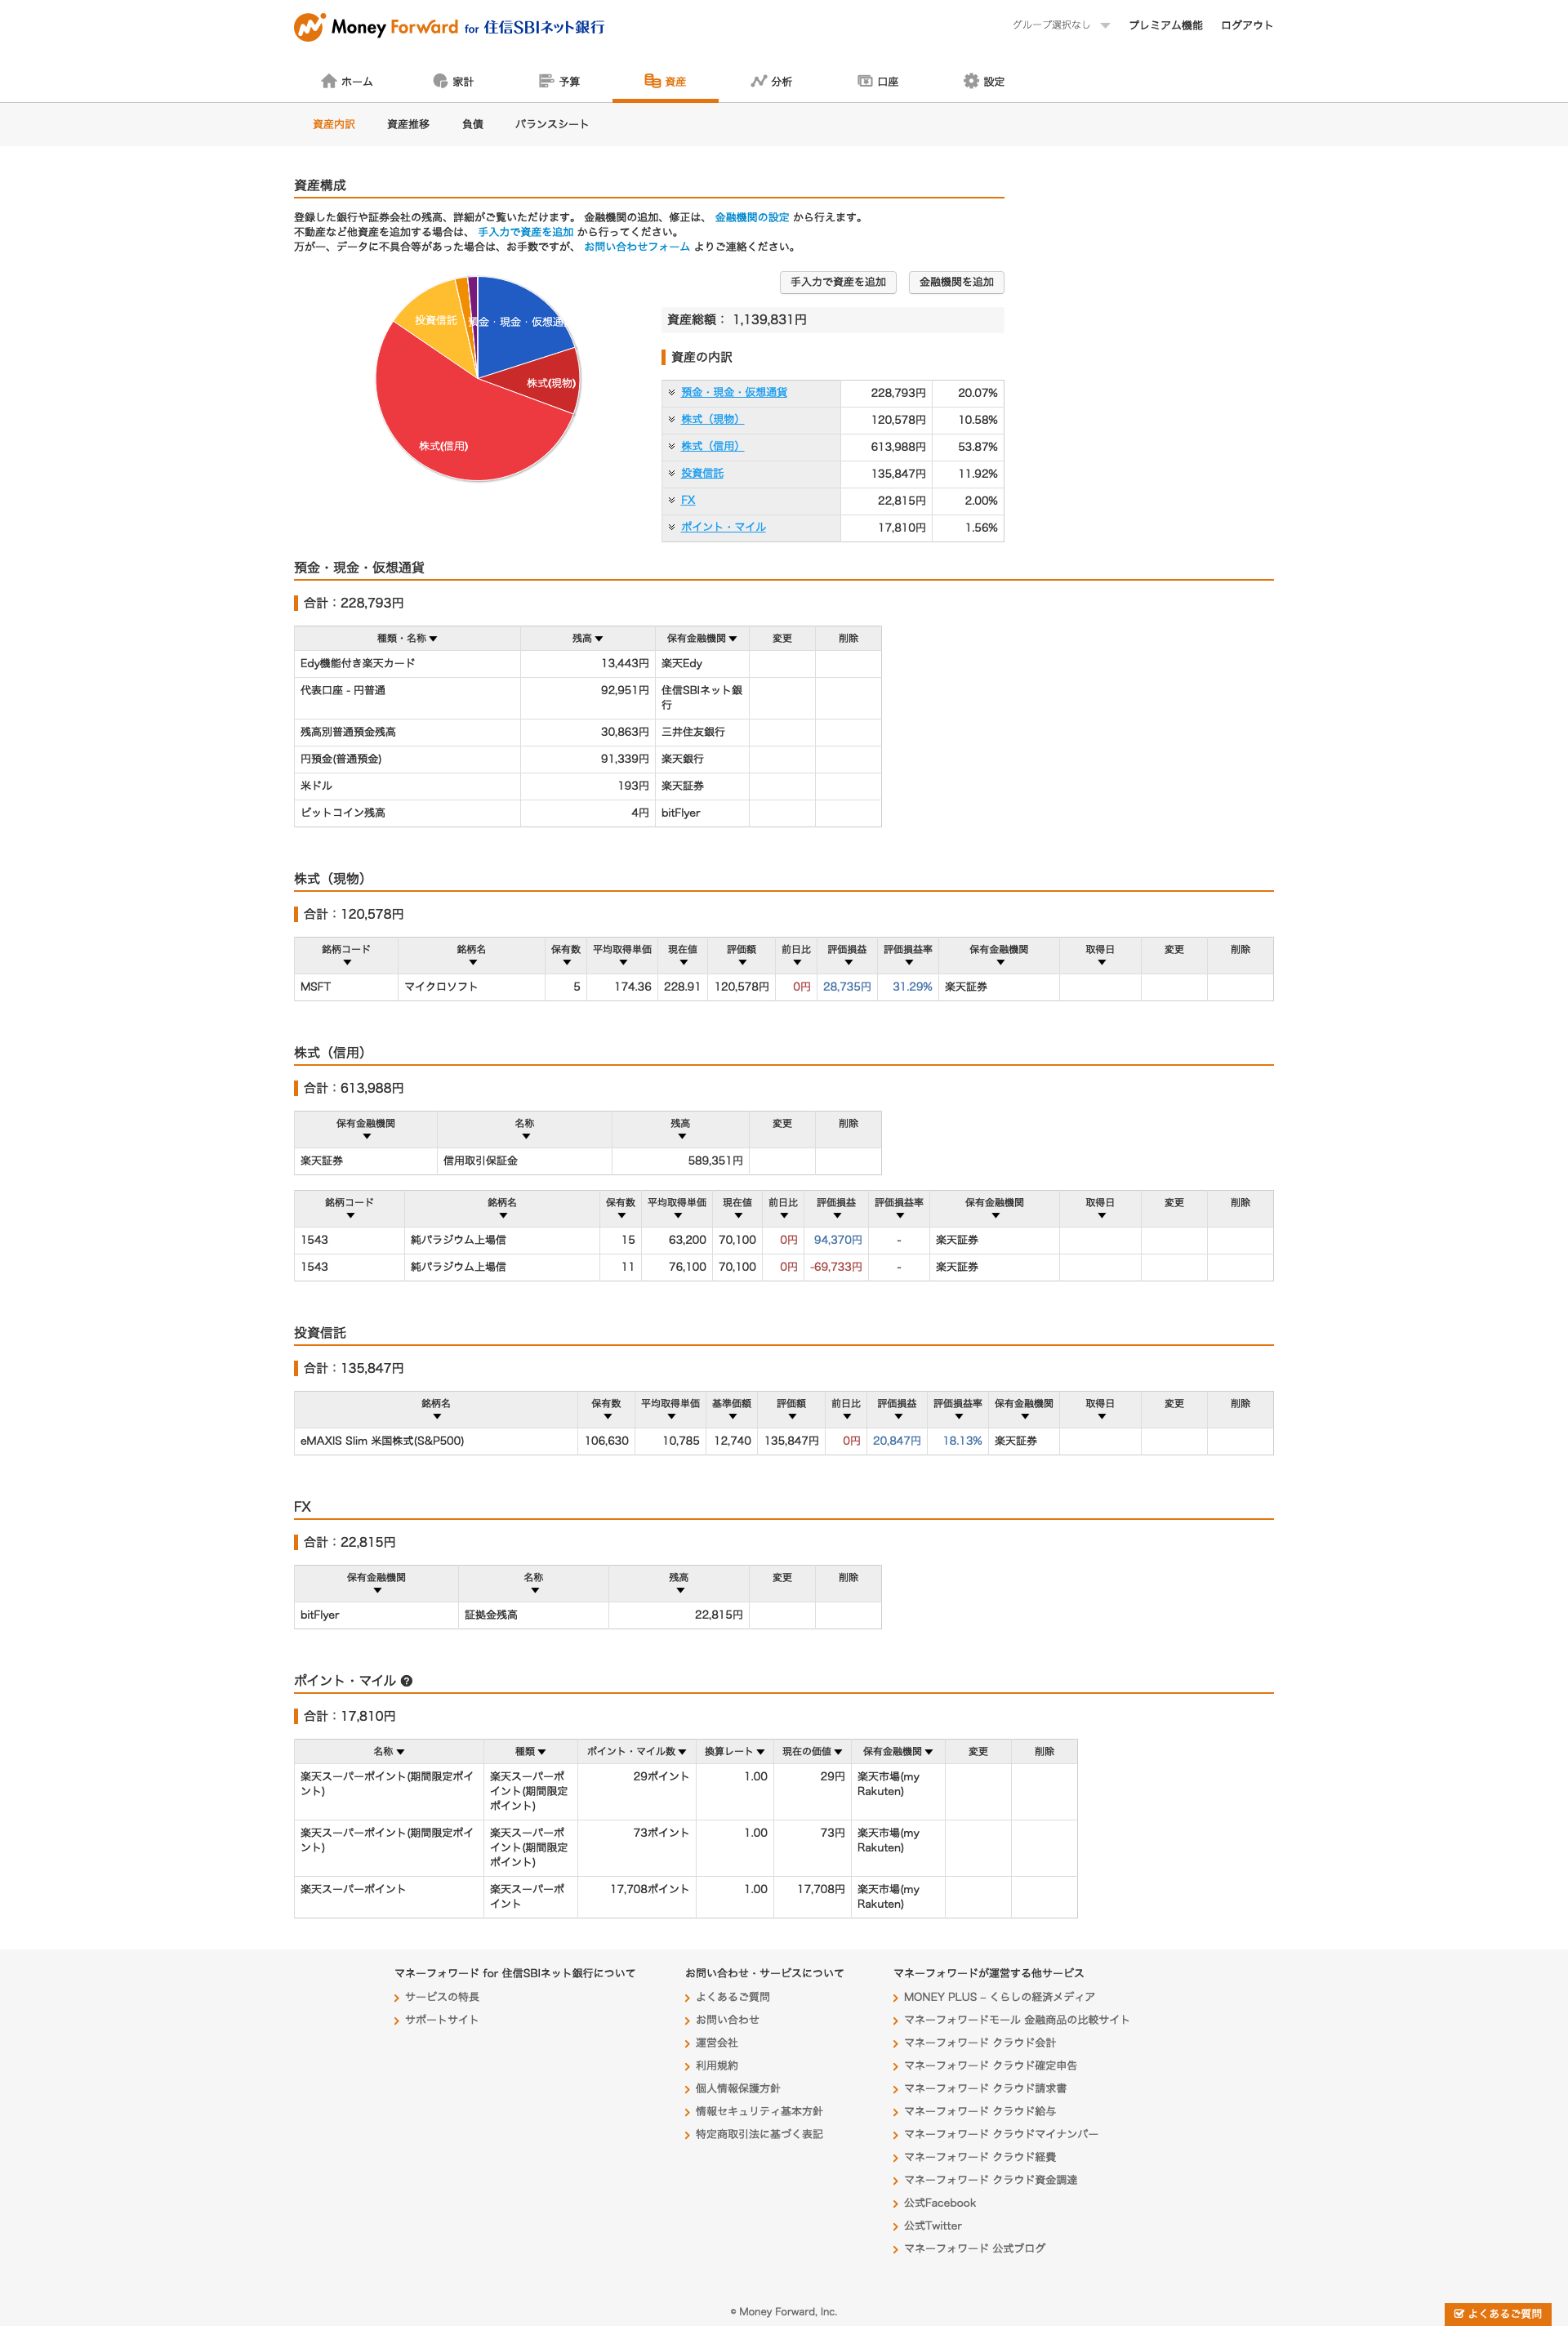 Money Forward for 住信SBIネット銀行
グループ選択なし プレミアム機能 ログアウト
ホーム 家計 予算 資産 分析 口座 設定
資産内訳 資産推移 負債 バランスシート
資産構成
登録した銀行や証券会社の残高、詳細がご覧いただけます。 金融機関の追加、修正は、 金融機関の設定 から行えます。
不動産など他資産を追加する場合は、 手入力で資産を追加 から行ってください。
万が一、データに不具合等があった場合は、お手数ですが、 お問い合わせフォーム よりご連絡ください。
手入力で資産を追加 金融機関を追加
投資信託
預金・現金・仮想通
株式(現物)
株式(信用)
資産総額： 1,139,831円
資産の内訳
預金・現金・仮想通貨 228,793円 20.07%
株式（現物） 120,578円 10.58%
株式（信用） 613,988円 53.87%
投資信託 135,847円 11.92%
FX 22,815円 2.00%
ポイント・マイル 17,810円 1.56%
預金・現金・仮想通貨
合計：228,793円
種類・名称 残高 保有金融機関 変更 削除
Edy機能付き楽天カード 13,443円 楽天Edy
代表口座 - 円普通 92,951円 住信SBIネット銀
行
残高別普通預金残高 30,863円 三井住友銀行
円預金(普通預金) 91,339円 楽天銀行
米ドル 193円 楽天証券
ビットコイン残高 4円 bitFlyer
株式（現物）
合計：120,578円
銘柄コード 銘柄名 保有数 平均取得単価 現在値 評価額 前日比 評価損益 評価損益率 保有金融機関 取得日 変更 削除
MSFT マイクロソフト 5 174.36 228.91 120,578円 0円 28,735円 31.29% 楽天証券
株式（信用）
合計：613,988円
保有金融機関 名称 残高 変更 削除
楽天証券 信用取引保証金 589,351円
銘柄コード 銘柄名 保有数 平均取得単価 現在値 前日比 評価損益 評価損益率 保有金融機関 取得日 変更 削除
1543 純パラジウム上場信 15 63,200 70,100 0円 94,370円 - 楽天証券
1543 純パラジウム上場信 11 76,100 70,100 0円 -69,733円 - 楽天証券
投資信託
合計：135,847円
銘柄名 保有数 平均取得単価 基準価額 評価額 前日比 評価損益 評価損益率 保有金融機関 取得日 変更 削除
eMAXIS Slim 米国株式(S&P500) 106,630 10,785 12,740 135,847円 0円 20,847円 18.13% 楽天証券
FX
合計：22,815円
保有金融機関 名称 残高 変更 削除
bitFlyer 証拠金残高 22,815円
ポイント・マイル
合計：17,810円
名称 種類 ポイント・マイル数 換算レート 現在の価値 保有金融機関 変更 削除
楽天スーパーポイント(期間限定ポイ 楽天スーパーポ 29ポイント 1.00 29円 楽天市場(my
ント) イント(期間限定 Rakuten)
ポイント)
楽天スーパーポイント(期間限定ポイ 楽天スーパーポ 73ポイント 1.00 73円 楽天市場(my
ント) イント(期間限定 Rakuten)
ポイント)
楽天スーパーポイント 楽天スーパーポ 17,708ポイント 1.00 17,708円 楽天市場(my
イント Rakuten)
マネーフォワード for 住信SBIネット銀行について
サービスの特長
サポートサイト
お問い合わせ・サービスについて
よくあるご質問
お問い合わせ
運営会社
利用規約
個人情報保護方針
情報セキュリティ基本方針
特定商取引法に基づく表記
マネーフォワードが運営する他サービス
MONEY PLUS – くらしの経済メディア
マネーフォワードモール 金融商品の比較サイト
マネーフォワード クラウド会計
マネーフォワード クラウド確定申告
マネーフォワード クラウド請求書
マネーフォワード クラウド給与
マネーフォワード クラウドマイナンバー
マネーフォワード クラウド経費
マネーフォワード クラウド資金調達
公式Facebook
公式Twitter
マネーフォワード 公式ブログ
© Money Forward, Inc.
よくあるご質問